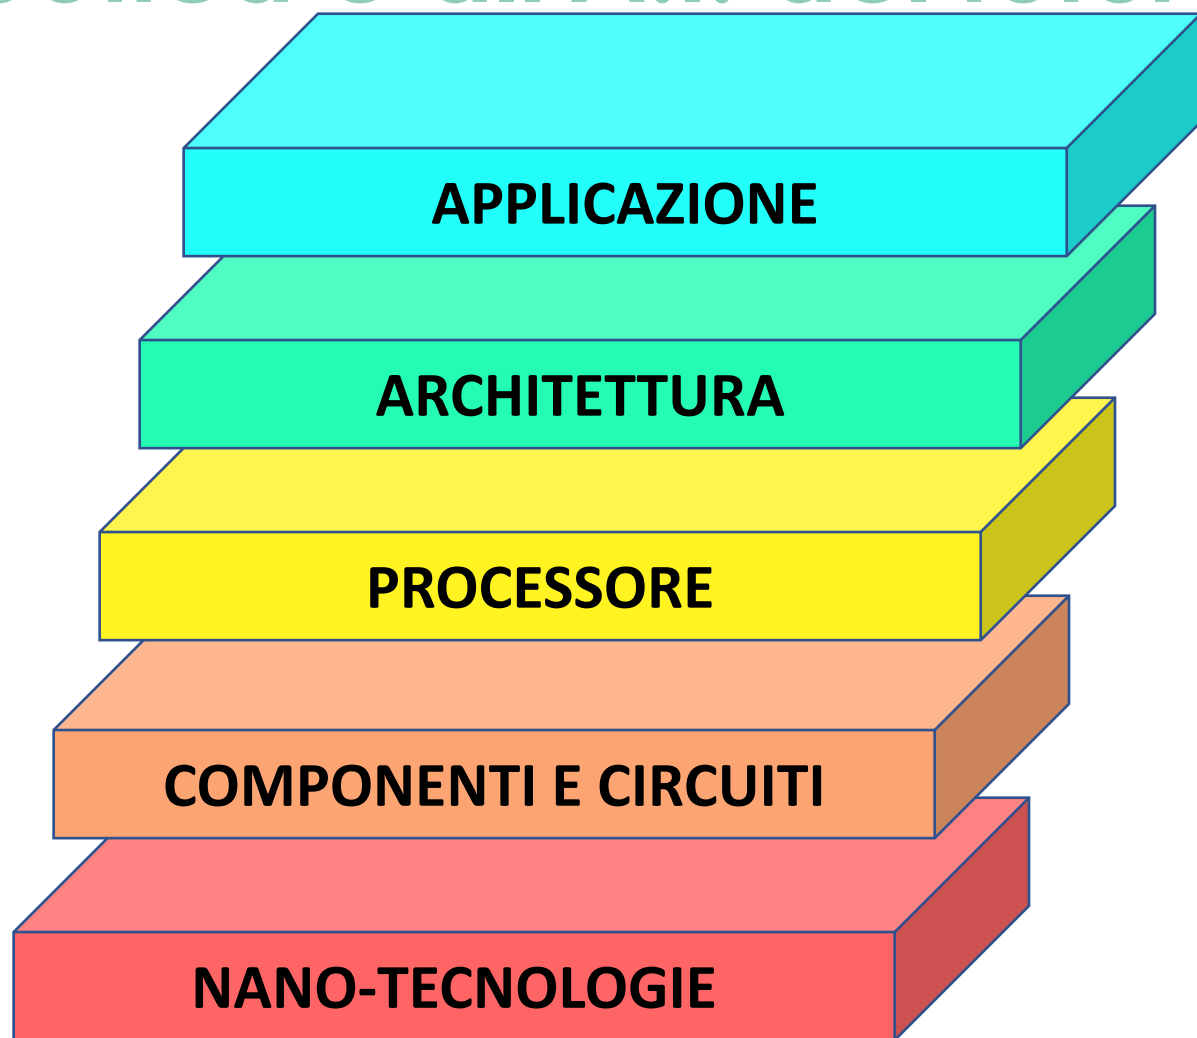 APPLICAZIONE
ARCHITETTURA
PROCESSORE
COMPONENTI E CIRCUITI
NANO-TECNOLOGIE